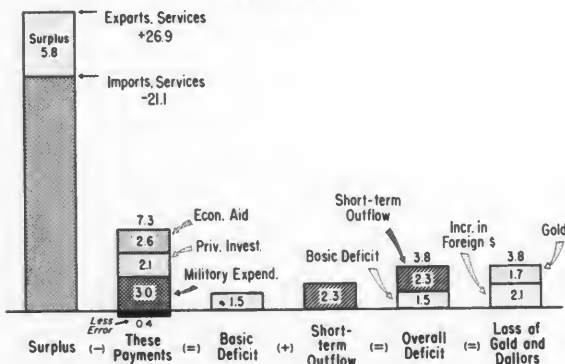 Exports, Services
+26.9
Surplus
5.8
Imports, Services
-21.1
7.3
Econ. Aid
2.6
Priv. Invest.
2.1
Military Expend.
3.0
Less
Error
0.4
1.5
2.3
Short-term
Outflow
Basic Deficit
3.8
2.3
1.5
Incr. in
Foreign $
3.8
Gold
1.7
2.1
Surplus (-) These Payments (=) Basic Deficit (+) Short-term Outflow (=) Overall Deficit (=) Loss of Gold and Dollars